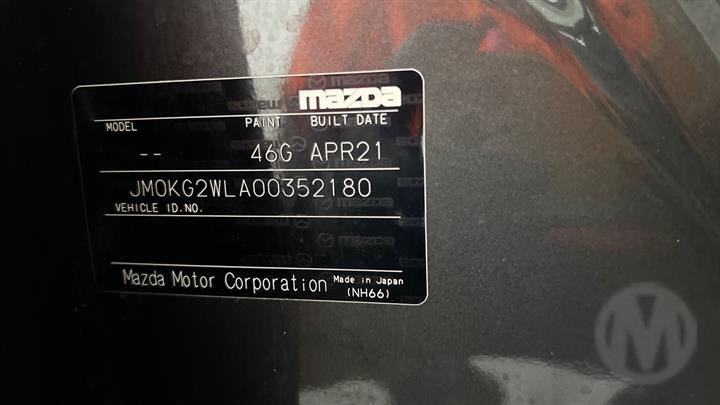 mazda
MODEL PAINT BUILT DATE
-- 46G APR21
JM0KG2WLA00352180
VEHICLE ID.NO.
Mazda Motor Corporation Made in Japan
(NH66)
M